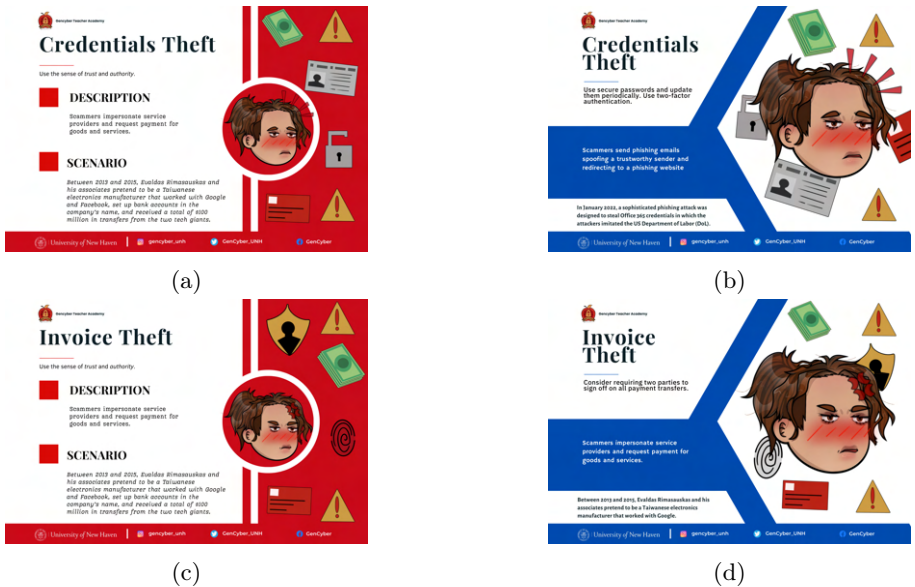 Gencyber Teacher Academy
Credentials Theft
Use the sense of trust and authority.
DESCRIPTION
Scammers impersonate service
providers and request payment for
goods and services.
SCENARIO
Between 2013 and 2015, Evaldas Rimasauskas and
his associates pretend to be a Taiwanese
electronics manufacturer that worked with Google
and Facebook, set up bank accounts in the
company's name, and received a total of $100
million in transfers from the two tech giants.
University of New Haven
gencyber_unh
GenCyber_UNH
GenCyber
(a)
Gencyber Teacher Academy
Credentials
Theft
Use secure passwords and update
them periodically. Use two-factor
authentication.
Scammers send phishing emails
spoofing a trustworthy sender and
redirecting to a phishing website
In January 2022, a sophisticated phishing attack was
designed to steal Office 365 credentials in which the
attackers imitated the US Department of Labor (DoL).
University of New Haven
gencyber_unh
GenCyber_UNH
GenCyber
(b)
Gencyber Teacher Academy
Invoice Theft
Use the sense of trust and authority.
DESCRIPTION
Scammers impersonate service
providers and request payment for
goods and services.
SCENARIO
Between 2013 and 2015, Evaldas Rimasauskas and
his associates pretend to be a Taiwanese
electronics manufacturer that worked with Google
and Facebook, set up bank accounts in the
company's name, and received a total of $100
million in transfers from the two tech giants.
University of New Haven
gencyber_unh
GenCyber_UNH
GenCyber
(c)
Gencyber Teacher Academy
Invoice
Theft
Consider requiring two parties to
sign off on all payment transfers.
Scammers impersonate service
providers and request payment for
goods and services.
Between 2013 and 2015, Evaldas Rimasauskas and his
associates pretend to be a Taiwanese electronics
manufacturer that worked with Google.
University of New Haven
gencyber_unh
GenCyber_UNH
GenCyber
(d)